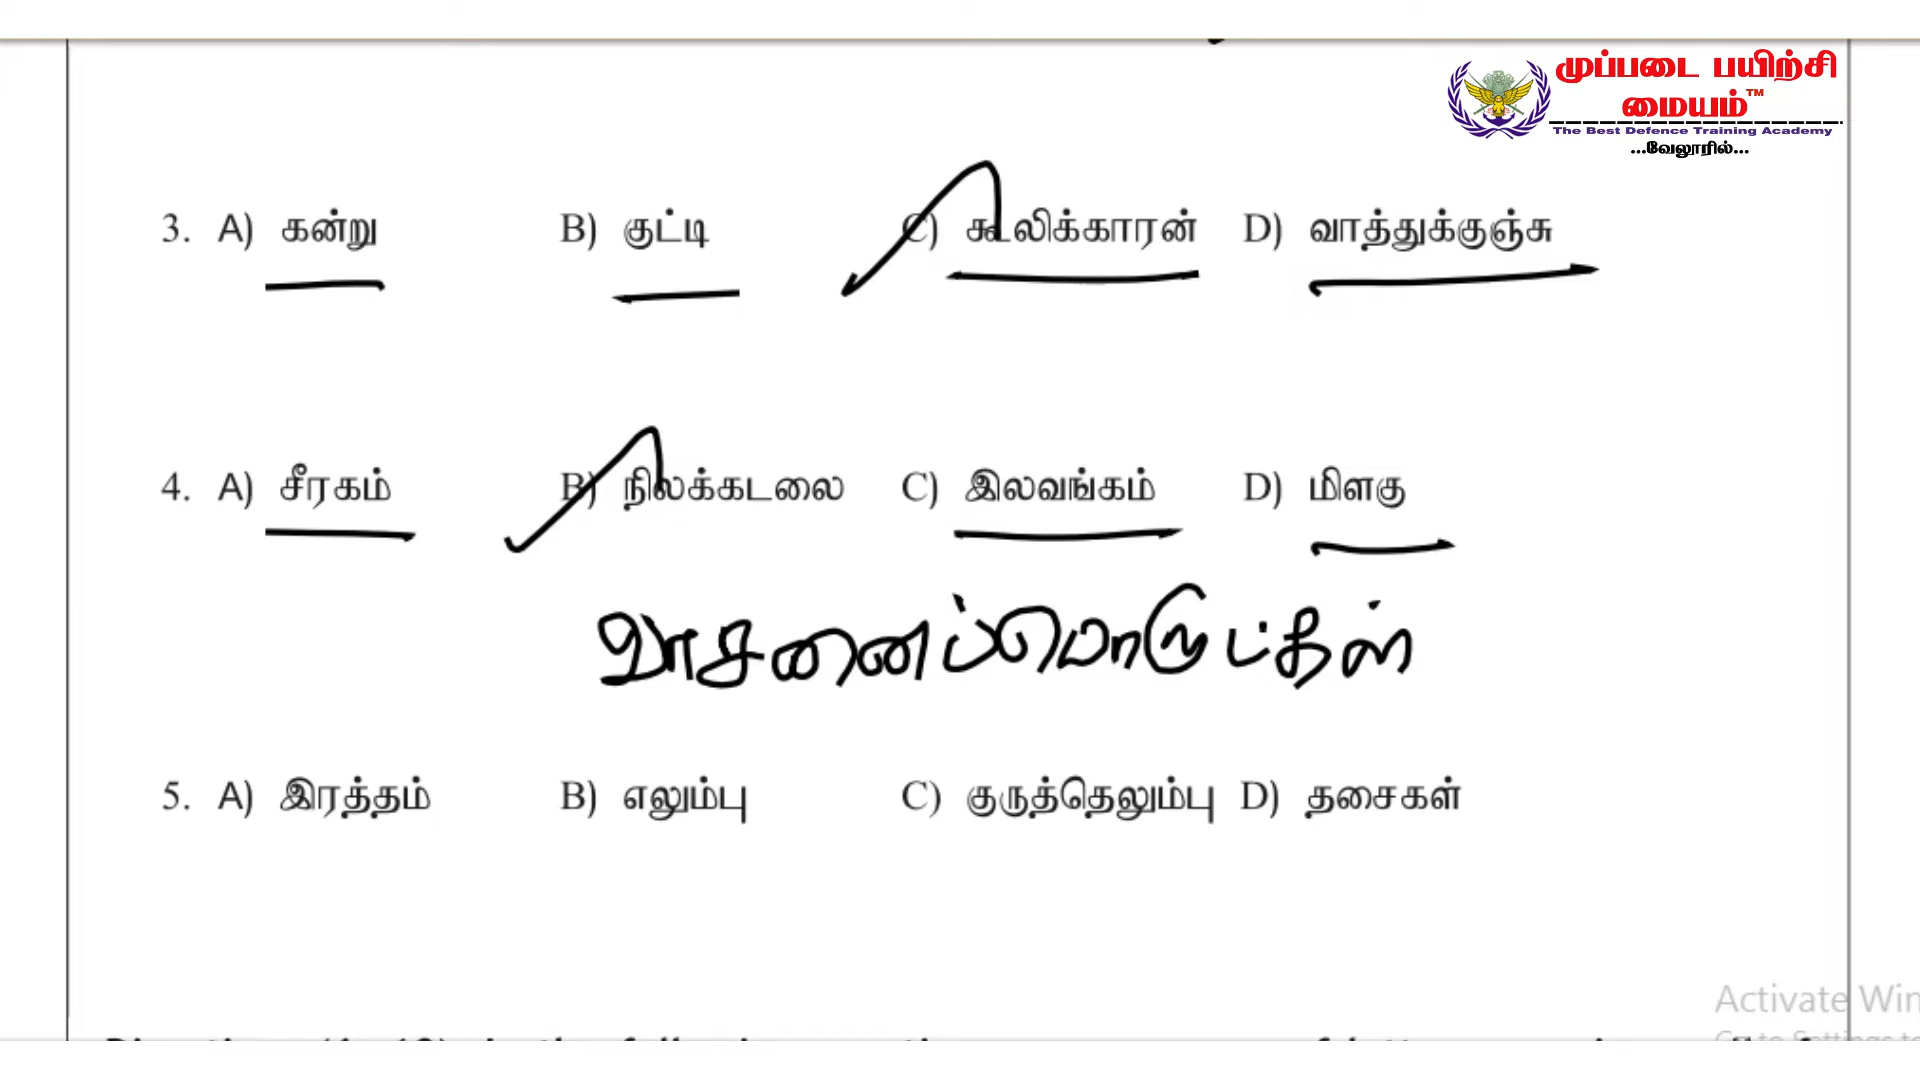 முப்படை பயிற்சி
மையம்™
The Best Defence Training Academy
...வேலூரில்...
3. A) கன்று B) குட்டி C) கூலிக்காரன் D) வாத்துக்குஞ்சு
4. A) சீரகம் B) நிலக்கடலை C) இலவங்கம் D) மிளகு
வாசனைப்பொருட்கள்
5. A) இரத்தம் B) எலும்பு C) குருத்தெலும்பு D) தசைகள்
Activate Win